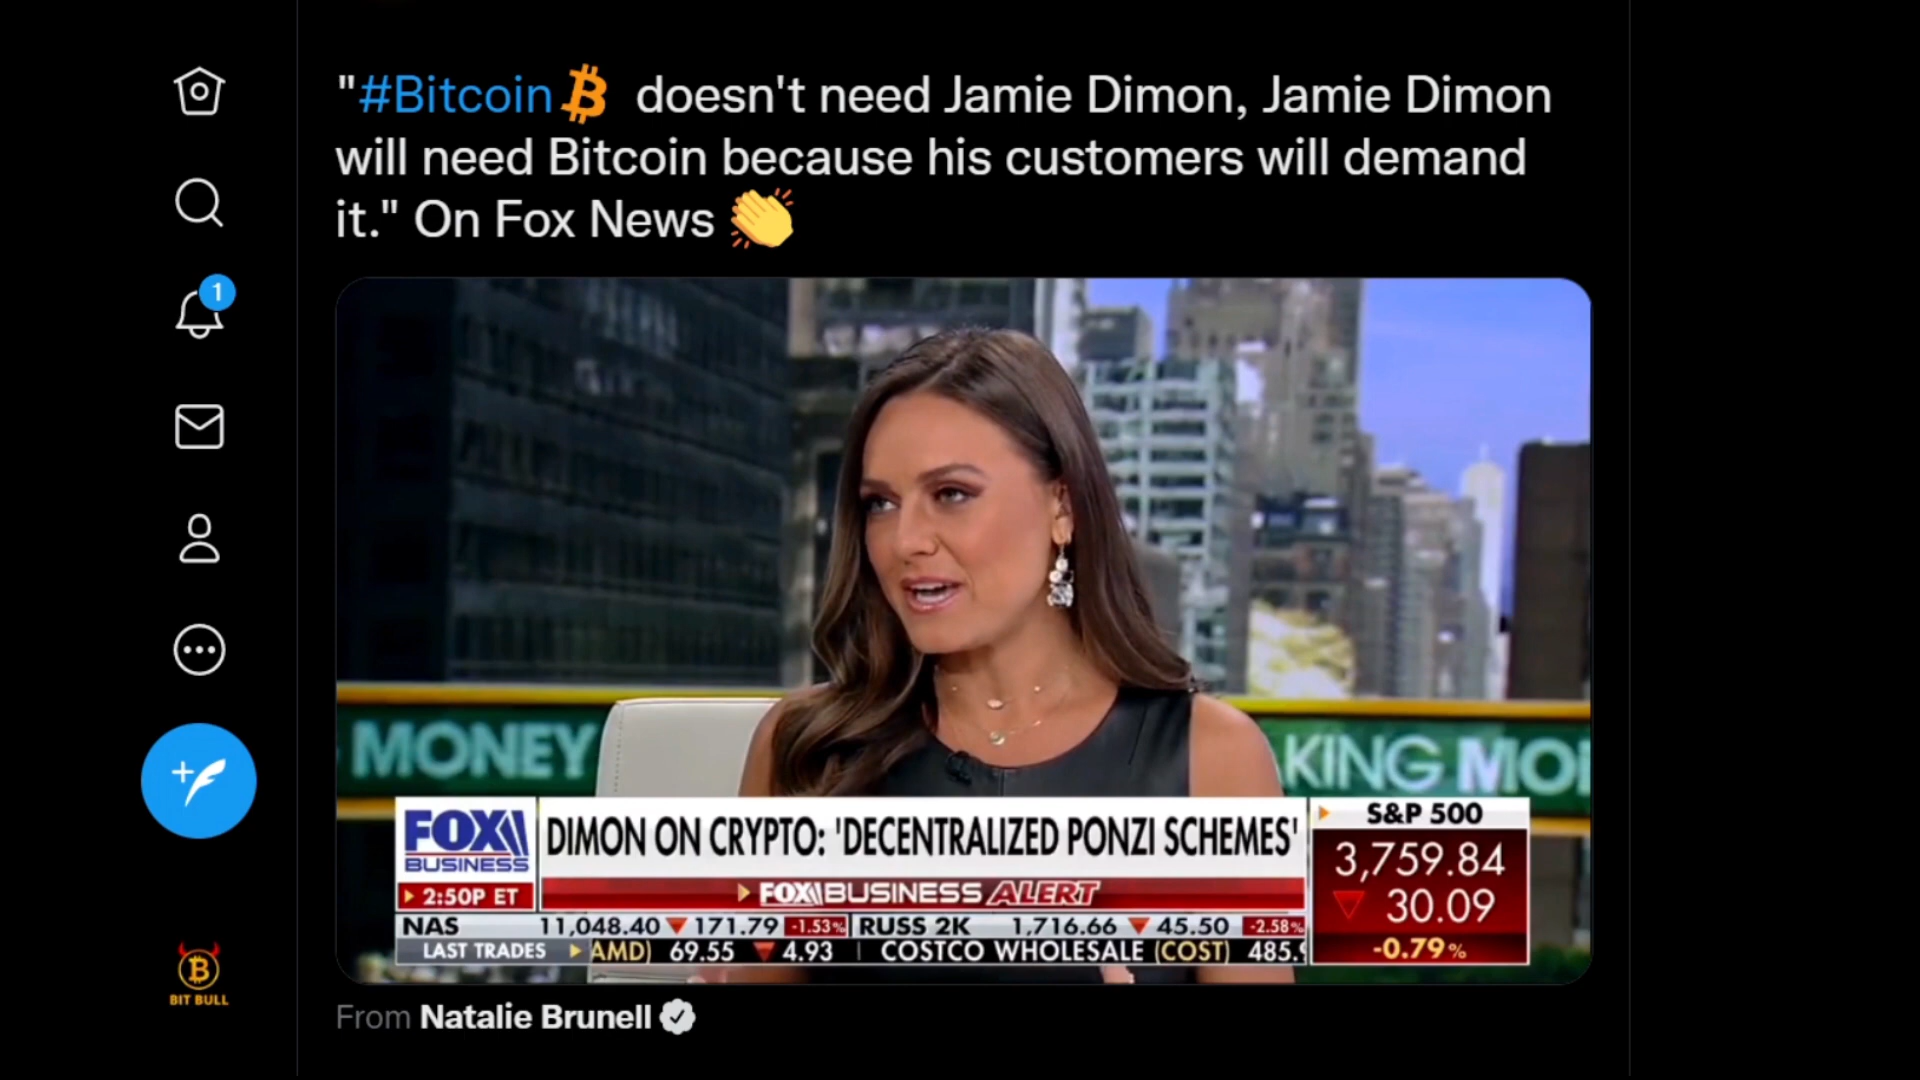 "#Bitcoin doesn't need Jamie Dimon, Jamie Dimon
will need Bitcoin because his customers will demand
it." On Fox News
1
MONEY
KING MO
FOX
BUSINESS
2:50P ET
DIMON ON CRYPTO: 'DECENTRALIZED PONZI SCHEMES'
FOX BUSINESS ALERT
S&P 500
3,759.84
30.09
-0.79%
NAS 11,048.40 171.79 -1.53% RUSS 2K 1,716.66 45.50 -2.58%
LAST TRADES AMD) 69.55 4.93 | COSTCO WHOLESALE (COST) 485.9
BIT BULL
From Natalie Brunell